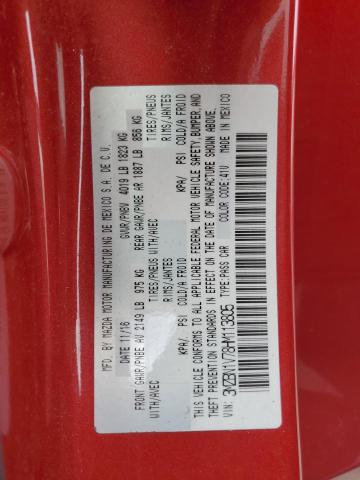 MFD BY MAZDA MOTOR MANUFACTURING DE MEXICO S.A. DE C.V.
DATE 11/16 GVWR/PNBV 4019 LB 1823 KG
FRONT GAWR/PNBE AV 2149 LB 975 KG REAR GAWR/PNBE AR 1887 LB 856 KG
WITH/AVEC TIRES/PNEUS WITH/AVEC TIRES/PNEUS
RIMS/JANTES RIMS/JANTES
KPA/ PSI COLD/A FROID KPA/ PSI COLD/A FROID
THIS VEHICLE CONFORMS TO ALL APPLICABLE FEDERAL MOTOR VEHICLE SAFETY,BUMPER,AND
THEFT PREVENTION STANDARDS IN EFFECT ON THE DATE OF MANUFACTURE SHOWN ABOVE.
VIN: 3MZBN1V78HM113805 TYPE:PASS CAR COLOR CODE:41V MADE IN MEXICO